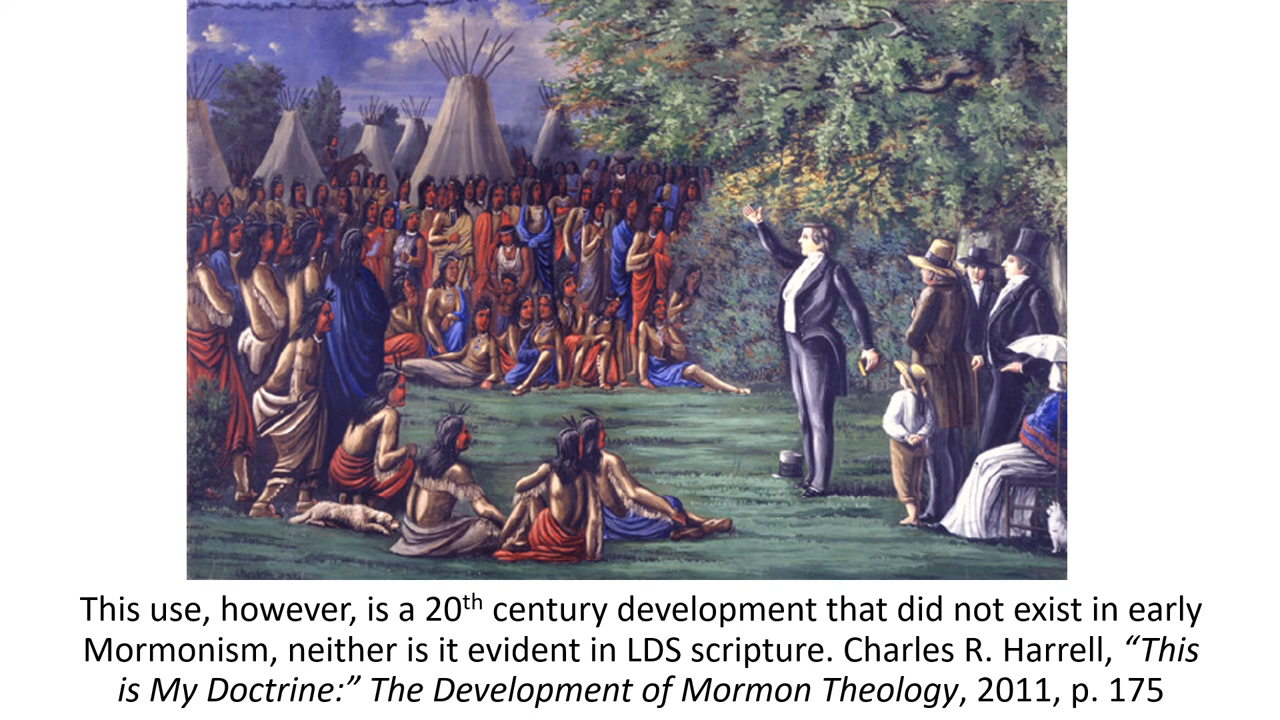 This use, however, is a 20th century development that did not exist in early
Mormonism, neither is it evident in LDS scripture. Charles R. Harrell, “This
is My Doctrine:” The Development of Mormon Theology, 2011, p. 175